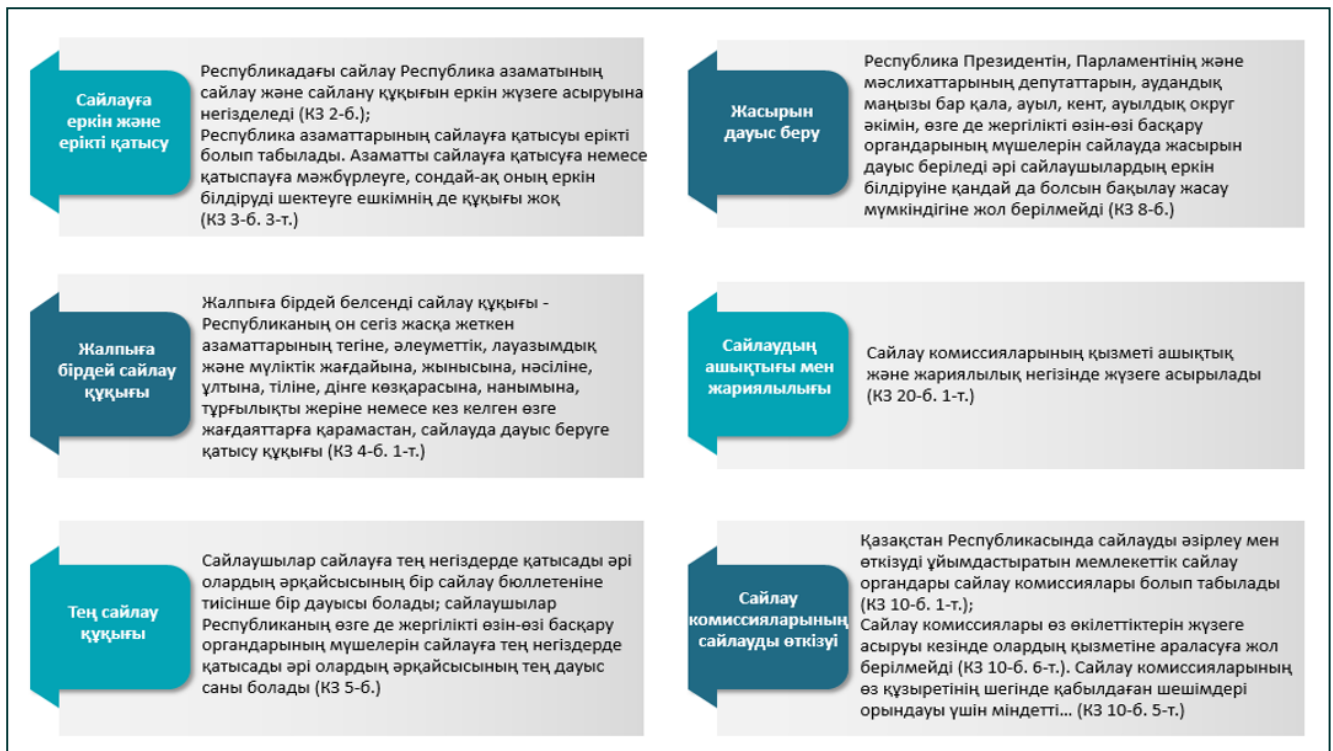 Сайлауға
еркін және
ерікті қатысу
Республикадағы сайлау Республика азаматының
сайлау және сайлану құқығын еркін жүзеге асыруына
негізделеді (КЗ 2-б.);
Республика азаматтарының сайлауға қатысуы ерікті
болып табылады. Азаматты сайлауға қатысуға немесе
қатыспауға мәжбүрлеуге, сондай-ақ оның еркін
білдіруді шектеуге ешкімнің де құқығы жоқ
(КЗ 3-б. 3-т.)
Жасырын
дауыс беру
Республика Президентін, Парламентінің және
мәслихаттарының депутаттарын, аудандық
маңызы бар қала, ауыл, кент, ауылдық округ
әкімін, өзге де жергілікті өзін-өзі басқару
органдарының мүшелерін сайлауда жасырын
дауыс беріледі әрі сайлаушылардың еркін
білдіруіне қандай да болсын бақылау жасау
мүмкіндігіне жол берілмейді (КЗ 8-б.)
Жалпыға
бірдей сайлау
құқығы
Жалпыға бірдей белсенді сайлау құқығы -
Республиканың он сегіз жасқа жеткен
азаматтарының тегіне, әлеуметтік, лауазымдық
және мүліктік жағдайына, жынысына, нәсіліне,
ұлтына, тіліне, дінге көзқарасына, нанымына,
тұрғылықты жеріне немесе кез келген өзге
жағдаяттарға қарамастан, сайлауда дауыс беруге
қатысу құқығы (КЗ 4-б. 1-т.)
Сайлаудың
ашықтығы мен
жариялылығы
Сайлау комиссияларының қызметі ашықтық
және жариялылық негізінде жүзеге асырылады
(КЗ 20-б. 1-т.)
Тең сайлау
құқығы
Сайлаушылар сайлауға тең негіздерде қатысады әрі
олардың әрқайсысының бір сайлау бюллетеніне
тиісінше бір дауысы болады; сайлаушылар
Республиканың өзге де жергілікті өзін-өзі басқару
органдарының мүшелерін сайлауға тең негіздерде
қатысады әрі олардың әрқайсысының тең дауыс
саны болады (КЗ 5-б.)
Сайлау
комиссияларының
сайлауды өткізуі
Қазақстан Республикасында сайлауды әзірлеу мен
өткізуді ұйымдастыратын мемлекеттік сайлау
органдары сайлау комиссиялары болып табылады
(КЗ 10-б. 1-т.);
Сайлау комиссиялары өз өкілеттіктерін жүзеге
асыруы кезінде олардың қызметіне араласуға жол
берілмейді (КЗ 10-б. 6-т.). Сайлау комиссияларының
өз құзыретінің шегінде қабылдаған шешімдері
орындауы үшін міндетті... (КЗ 10-б. 5-т.)